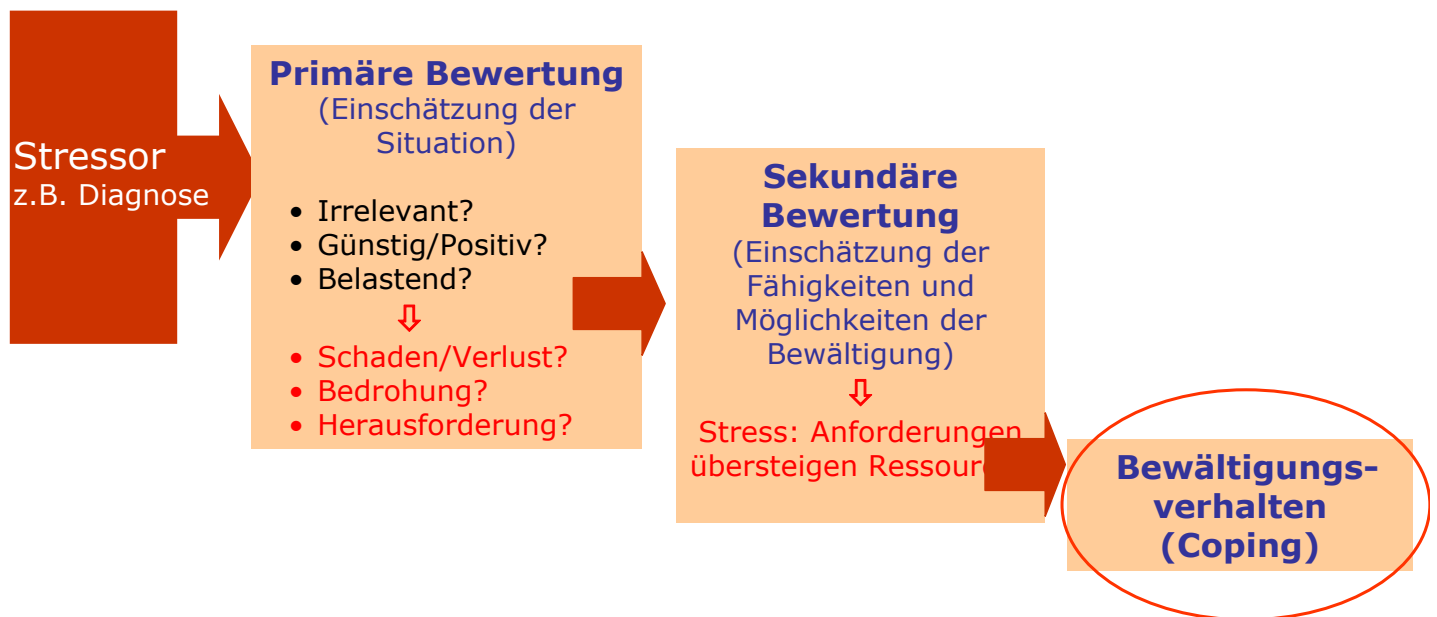 Stressor
z.B. Diagnose
Primäre Bewertung
(Einschätzung der
Situation)
• Irrelevant?
• Günstig/Positiv?
• Belastend?
⇩
• Schaden/Verlust?
• Bedrohung?
• Herausforderung?
Sekundäre
Bewertung
(Einschätzung der
Fähigkeiten und
Möglichkeiten der
Bewältigung)
⇩
Stress: Anforderungen
übersteigen
Bewältigungs-
verhalten
(Coping)